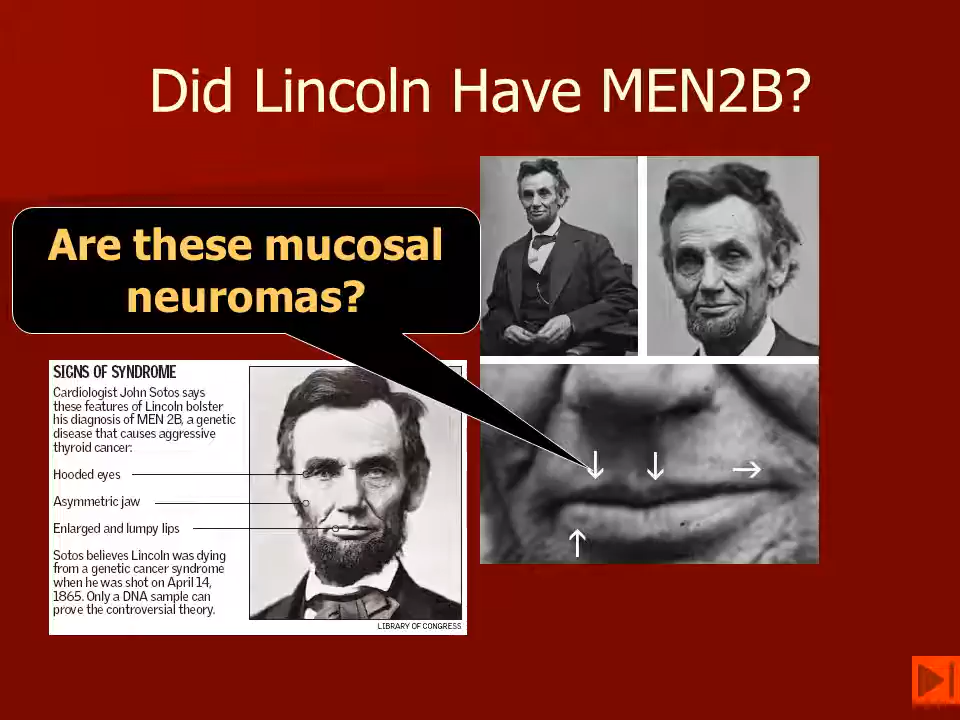 Did Lincoln Have MEN2B?
Are these mucosal
neuromas?
SIGNS OF SYNDROME
Cardiologist John Sotos says
these features of Lincoln bolster
his diagnosis of MEN 2B, a genetic
disease that causes aggressive
thyroid cancer:
Hooded eyes
Asymmetric jaw
Enlarged and lumpy lips
Sotos believes Lincoln was dying
from a genetic cancer syndrome
when he was shot on April 14,
1865. Only a DNA sample can
prove the controversial theory.
LIBRARY OF CONGRESS